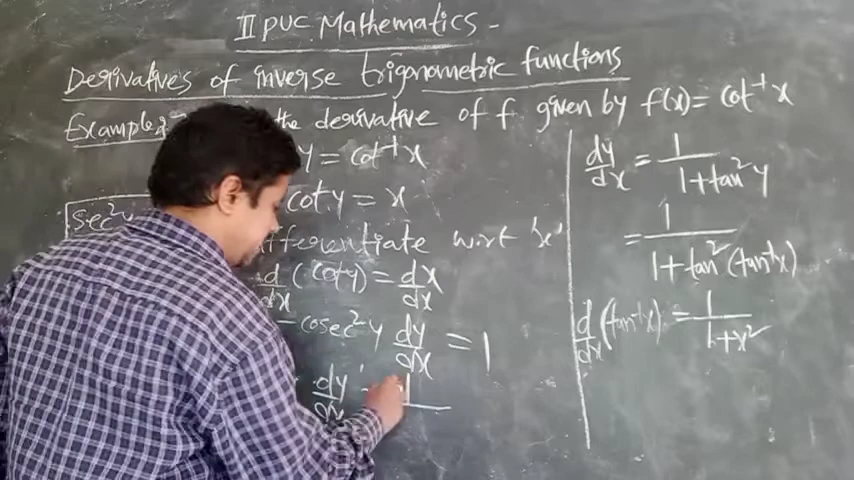 II PUC Mathematics -
Derivatives of inverse trignometric functions
Example: the derivative of f given by f(x) = cot⁻¹x
y = cot⁻¹x
cot y = x
sec²y
differentiate w.r.t 'x'
d/dx (cot y) = d/dx x
- cosec²y dy/dx = 1
dy/dx
dy/dx = 1/(1+tan²y)
= 1/(1+tan²(tan⁻¹x))
d/dx (tan⁻¹x) = 1/(1+x²)